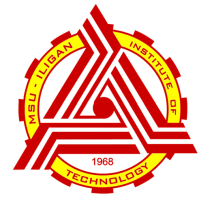 MSU - ILIGAN
INSTITUTE OF
TECHNOLOGY
1968